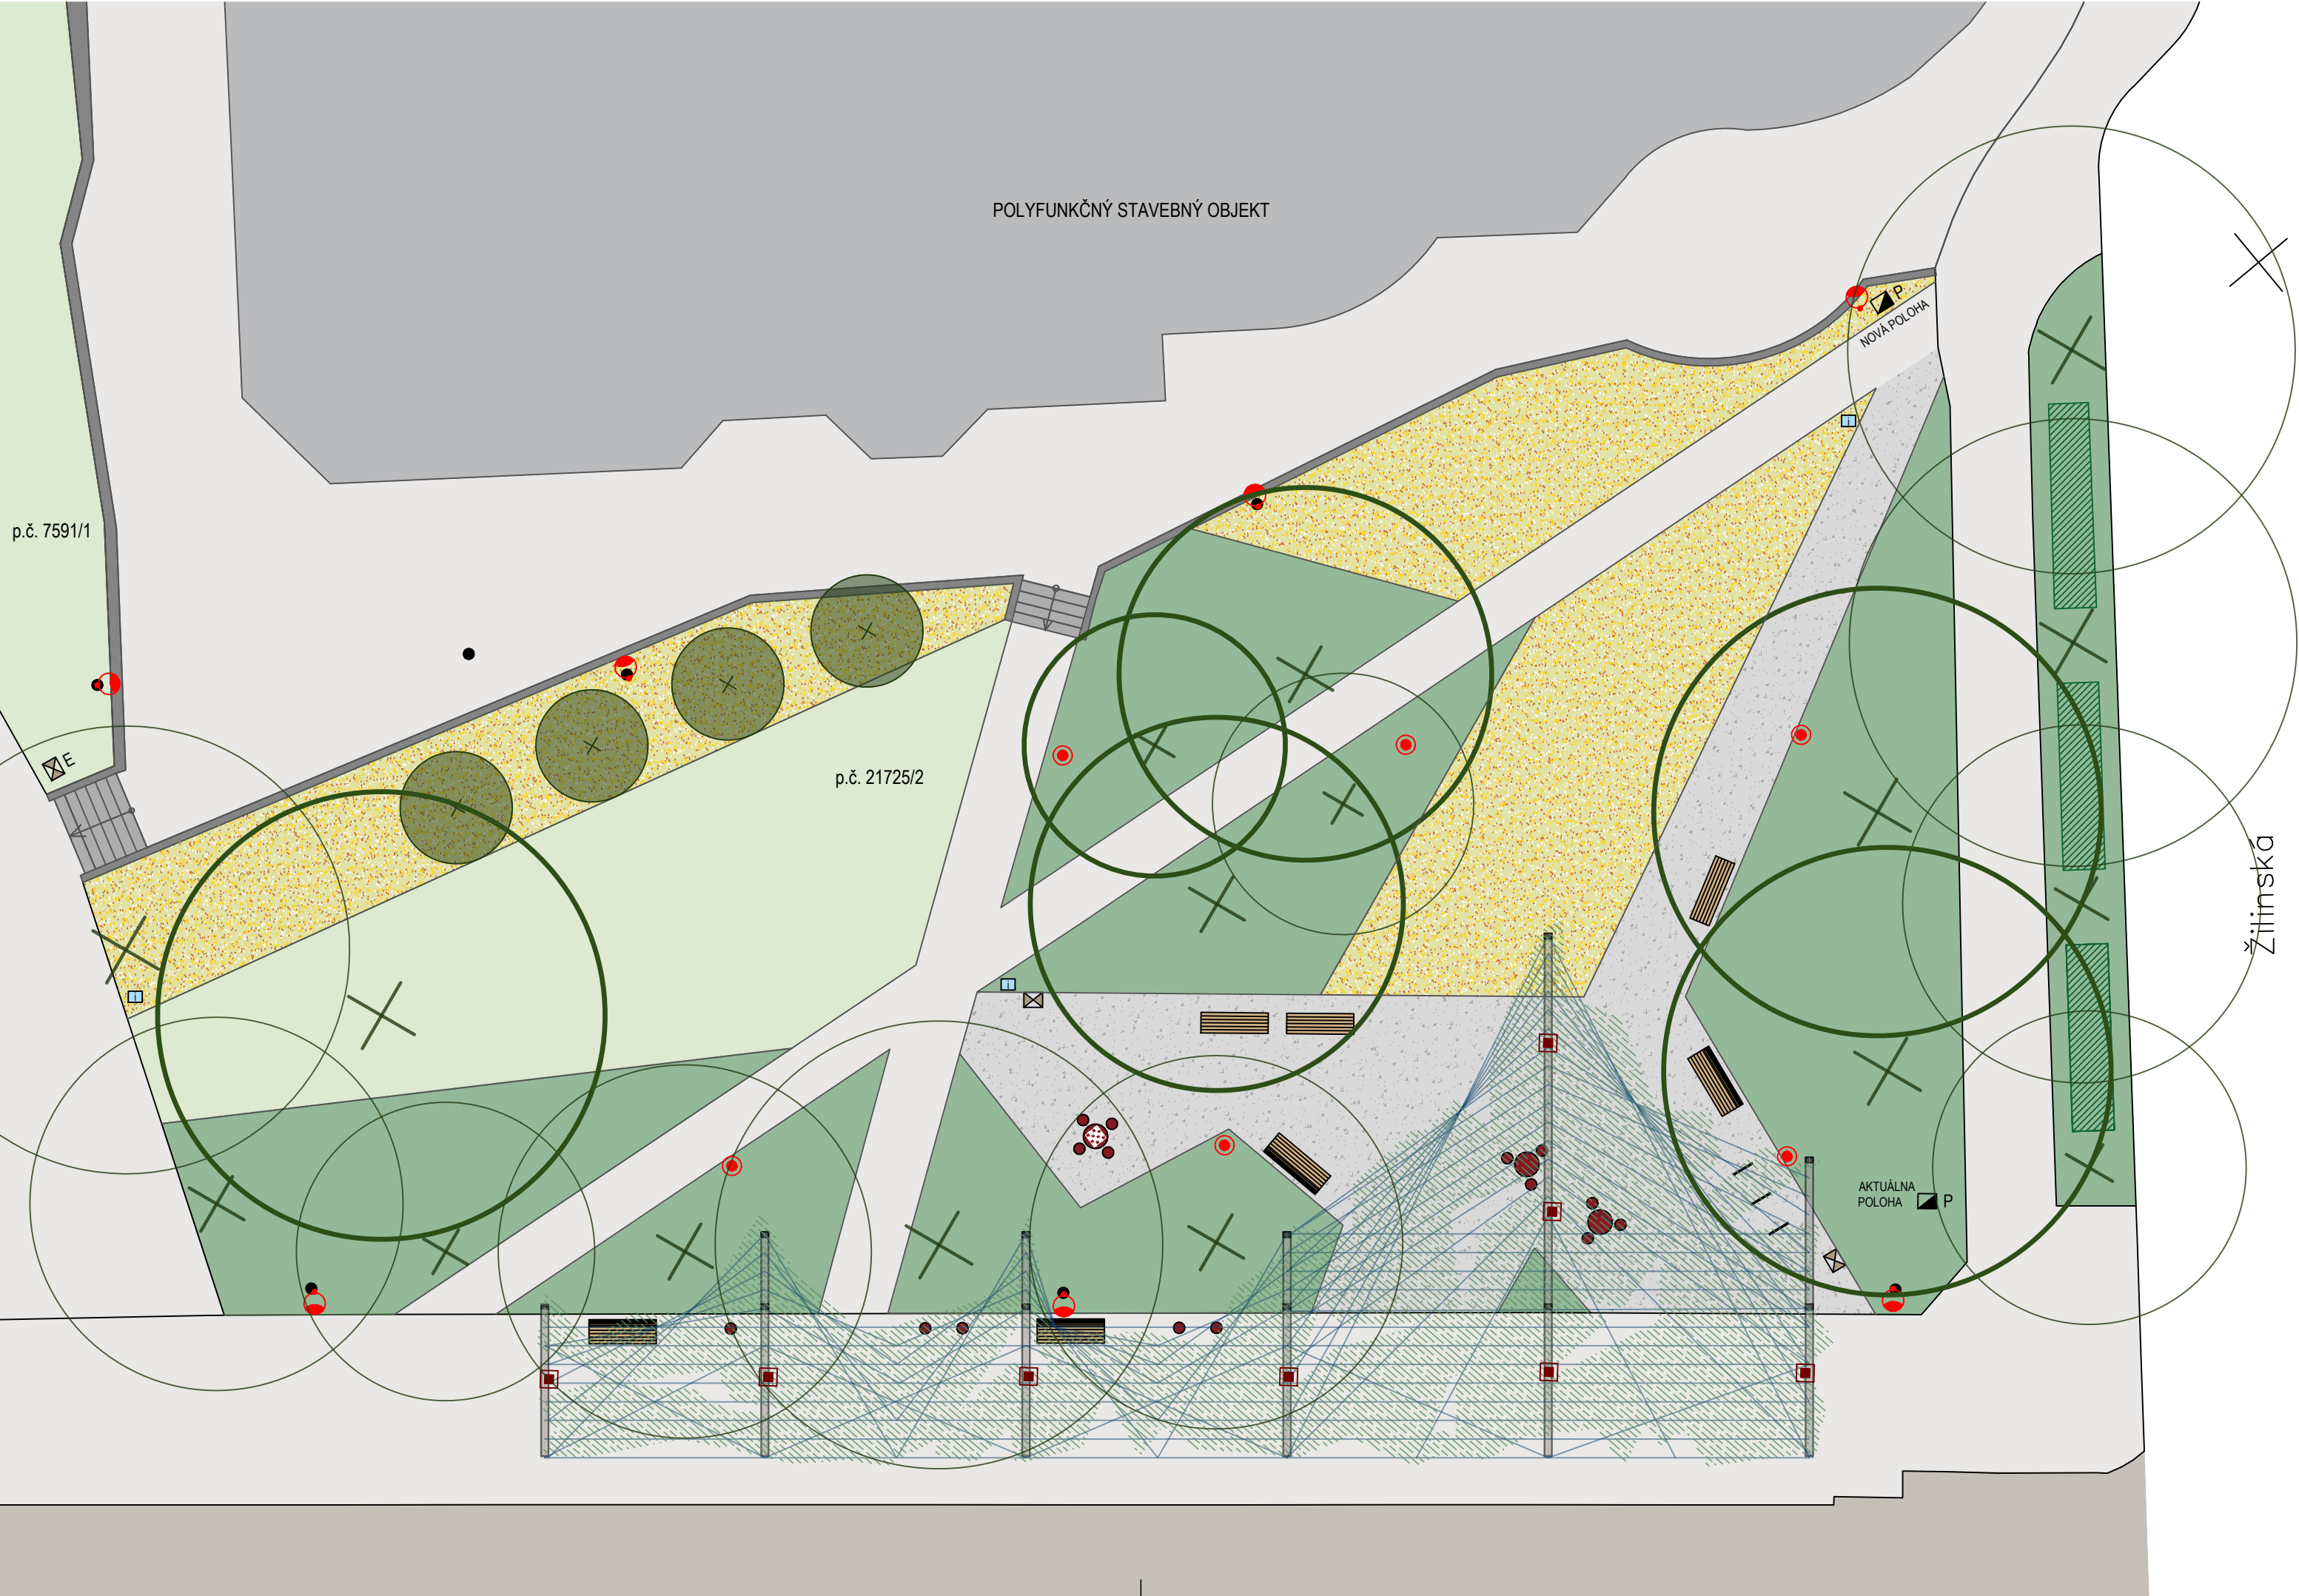 POLYFUNKČNÝ STAVEBNÝ OBJEKT
P
NOVÁ POLOHA
i
p.č. 7591/1
E
p.č. 21725/2
Žilinská
i
i
AKTUÁLNA
POLOHA P